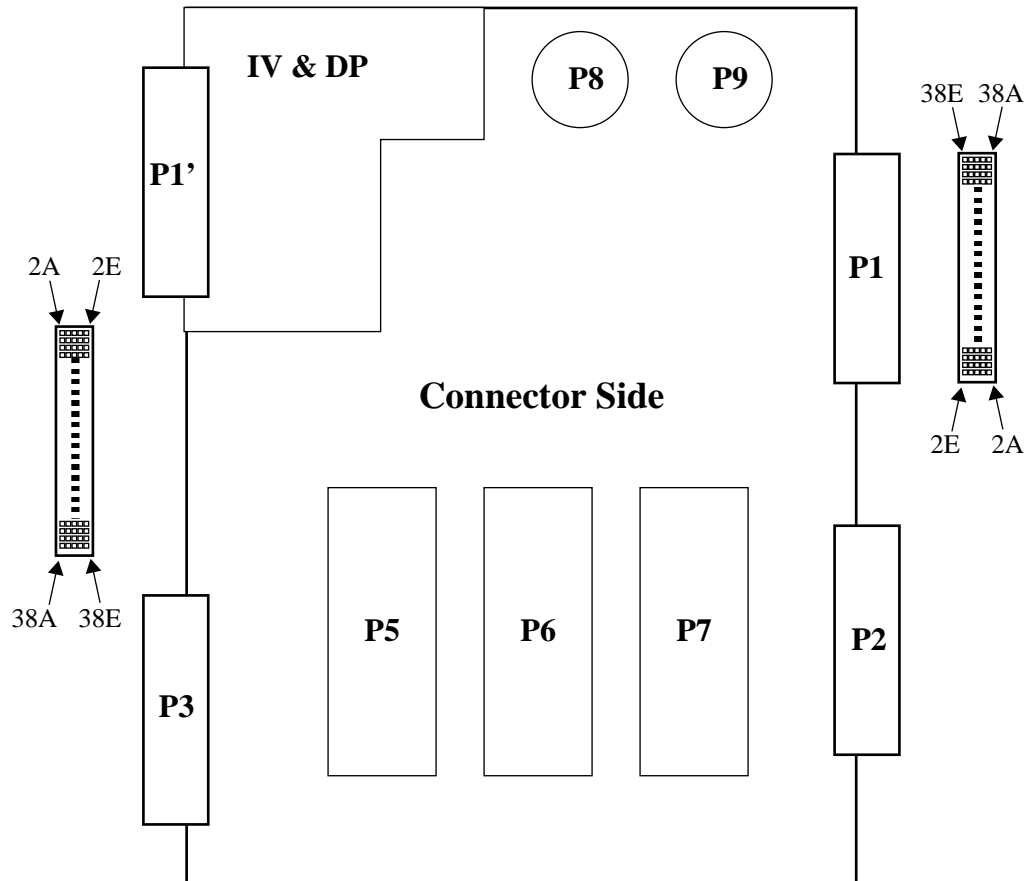 IV & DP
P8
P9
38E 38A
P1’
P1
2A 2E
Connector Side
2E 2A
38A 38E
P5
P6
P7
P2
P3